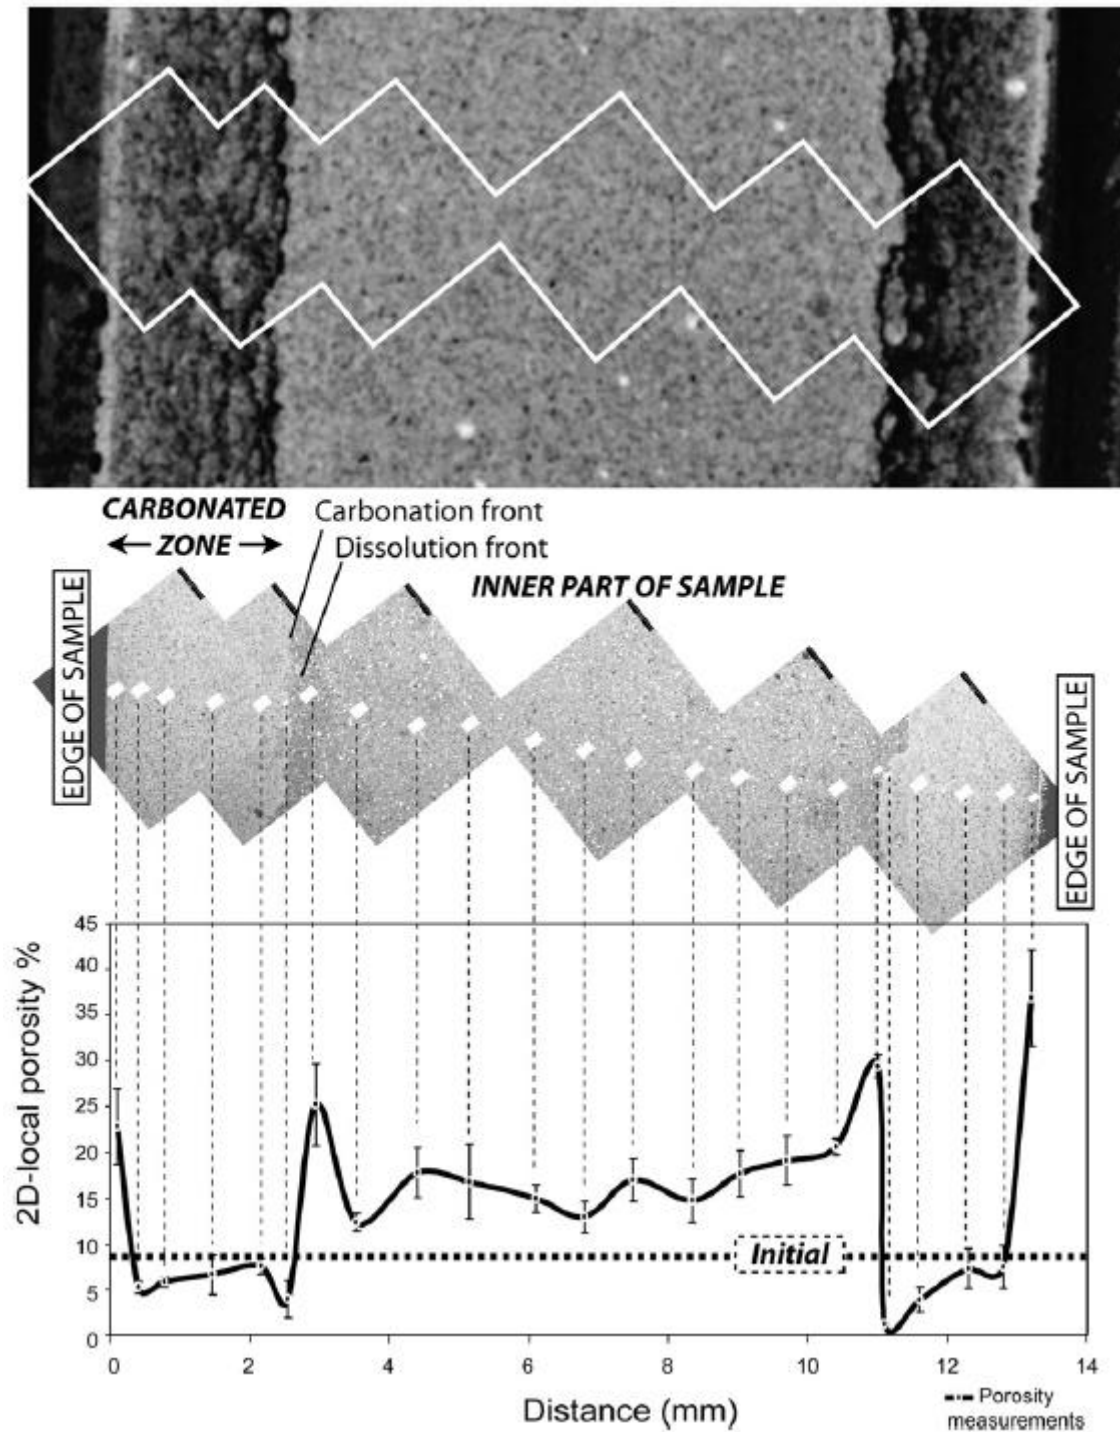 CARBONATED
ZONE
Carbonation front
Dissolution front
INNER PART OF SAMPLE
EDGE OF SAMPLE
EDGE OF SAMPLE
2D-local porosity %
45
40
35
30
25
20
15
10
5
0
Initial
0 2 4 6 8 10 12 14
Distance (mm)
Porosity
measurements